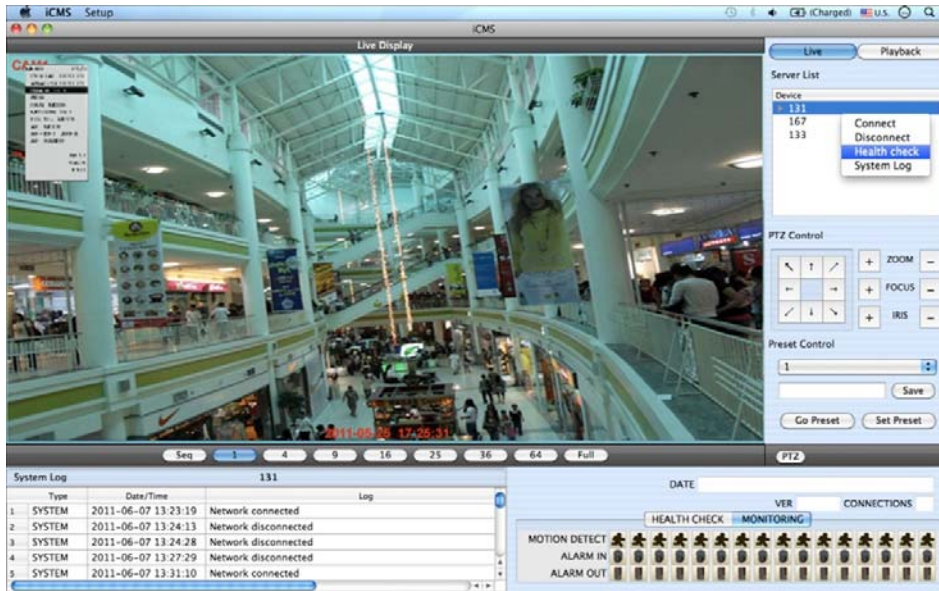 iCMS Setup
(Charged) U.S.
iCMS
Live Display
Live Playback
Server List
Device
131
167
133
Connect
Disconnect
Health check
System Log
PTZ Control
+ ZOOM –
+ FOCUS –
+ IRIS –
Preset Control
1
Save
Go Preset Set Preset
2011-05-25 17:25:31
Seq 1 4 9 16 25 36 64 Full
PTZ
System Log 131
Type Date/Time Log
1 SYSTEM 2011-06-07 13:23:19 Network connected
2 SYSTEM 2011-06-07 13:24:13 Network disconnected
3 SYSTEM 2011-06-07 13:24:28 Network disconnected
4 SYSTEM 2011-06-07 13:27:29 Network disconnected
5 SYSTEM 2011-06-07 13:31:10 Network connected
DATE
VER CONNECTIONS
HEALTH CHECK MONITORING
MOTION DETECT
ALARM IN
ALARM OUT